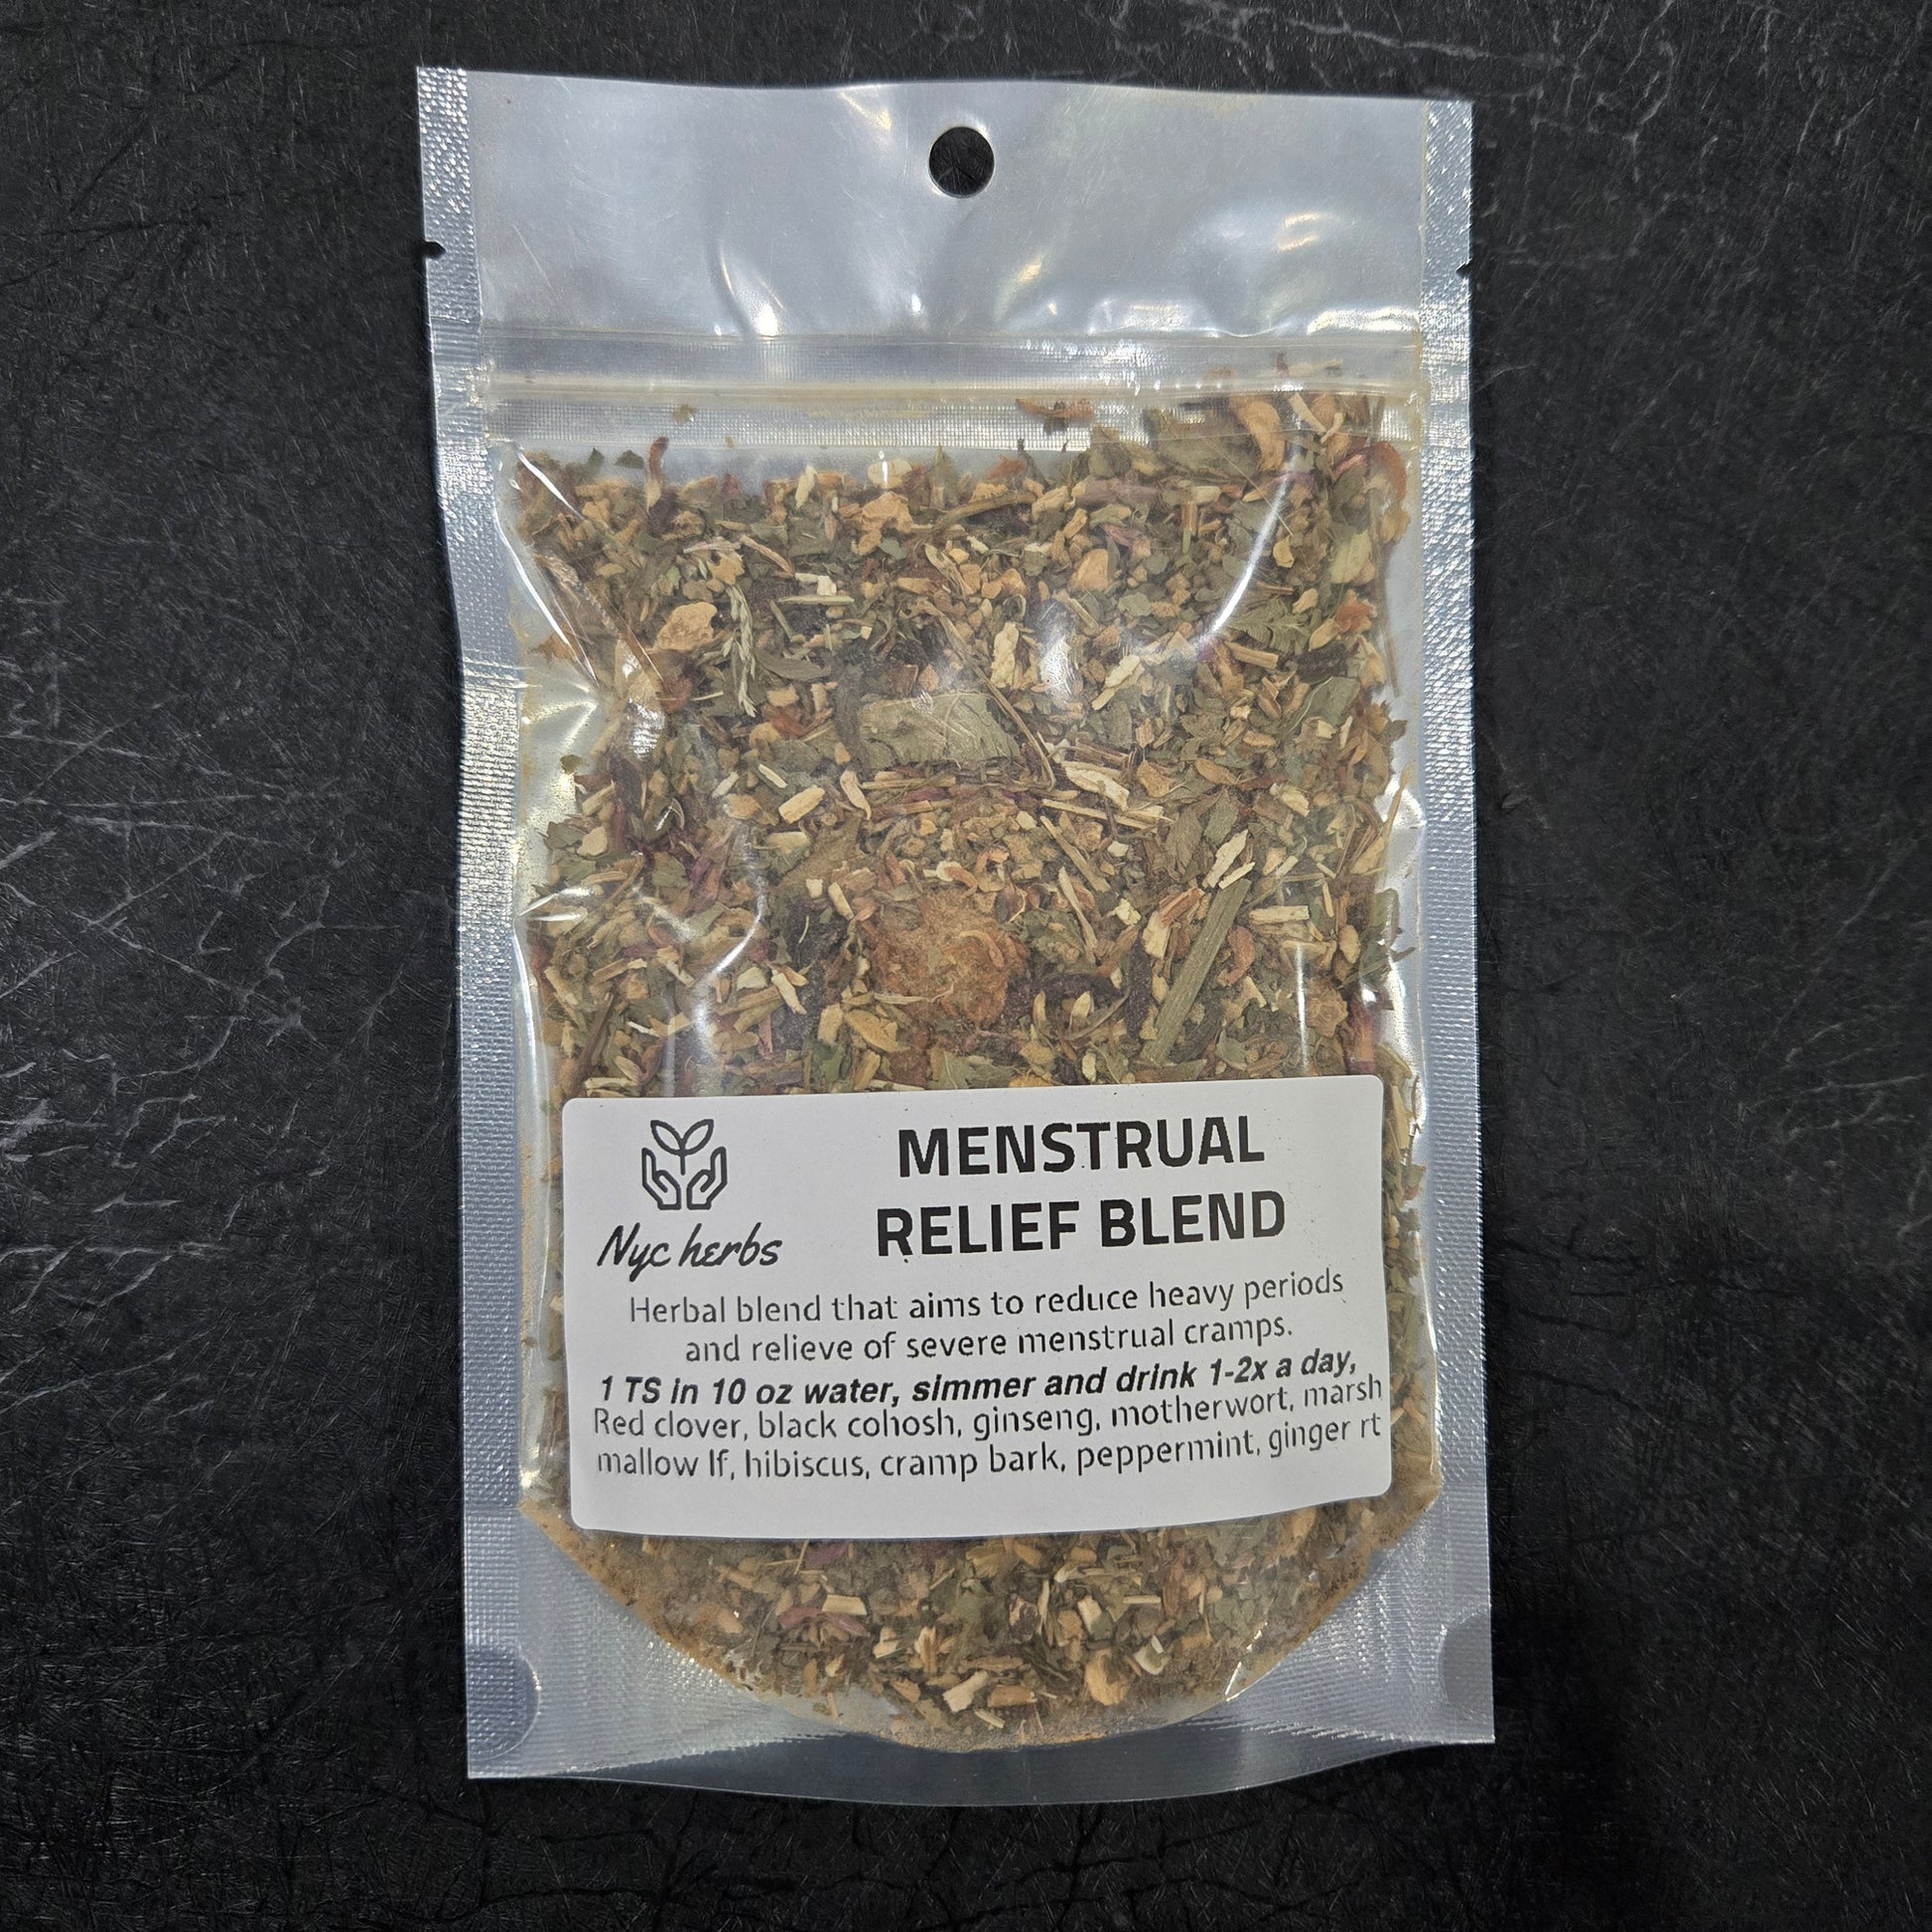 Nyc herbs
MENSTRUAL
RELIEF BLEND
Herbal blend that aims to reduce heavy periods
and relieve of severe menstrual cramps.
1 TS in 10 oz water, simmer and drink 1-2x a day,
Red clover, black cohosh, ginseng, motherwort, marsh
mallow lf, hibiscus, cramp bark, peppermint, ginger rt